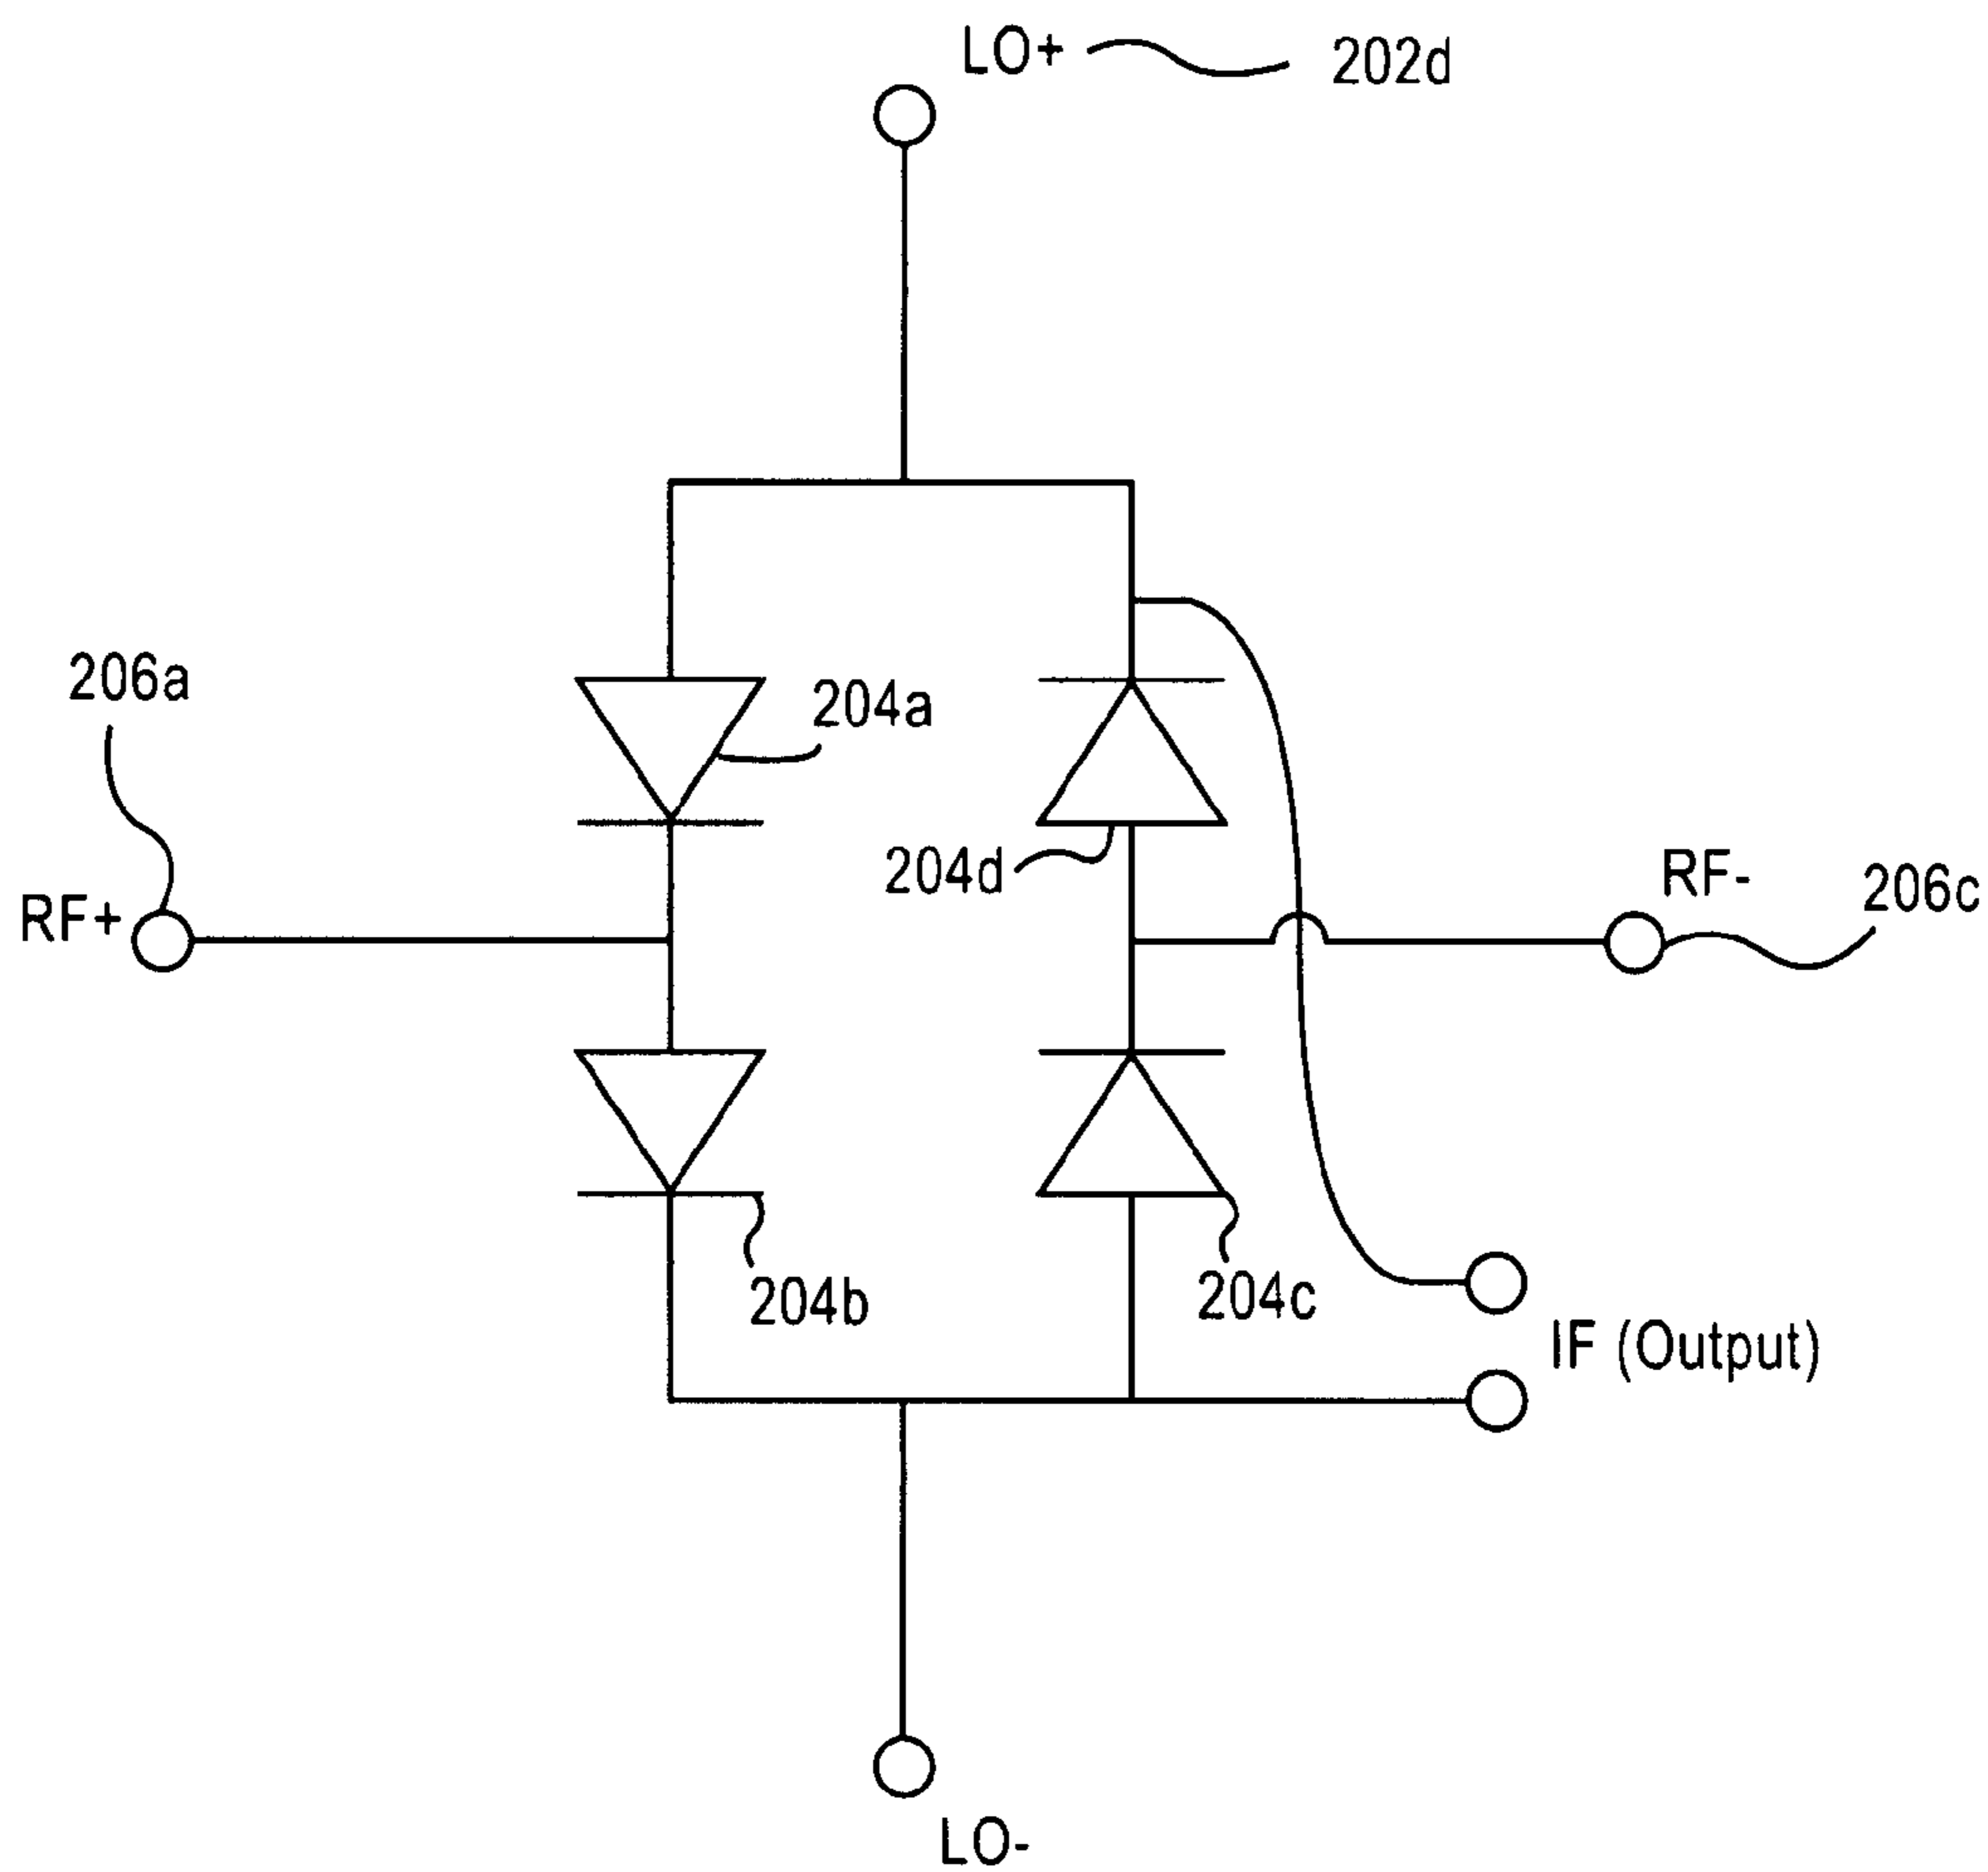 LO+
202d
206a
204a
204d
RF+
RF-
206c
204b
204c
IF (Output)
LO-